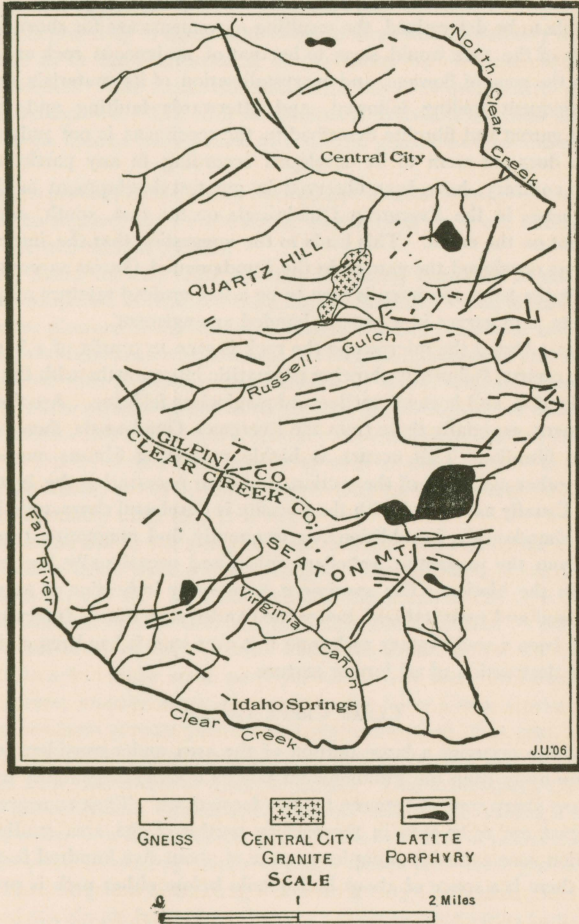 North Clear Creek
Central City
QUARTZ HILL
Russell Gulch
GILPIN CO.
CLEAR CREEK CO.
SEATON MT.
Fall River
Virginia Cañon
Idaho Springs
Clear Creek
J.U.'06
GNEISS
CENTRAL CITY
GRANITE
LATITE
PORPHYRY
SCALE
0 1 2 Miles